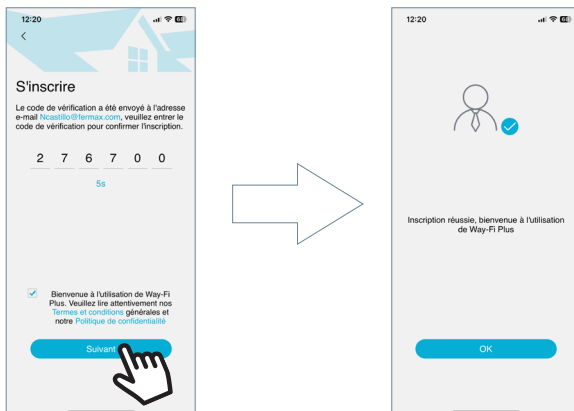 12:20
S'inscrire
Le code de vérification a été envoyé à l'adresse
e-mail Ncastillo@fermax.com, veuillez entrer le
code de vérification pour confirmer l'inscription.
2 7 6 7 0 0
5s
Bienvenue à l'utilisation de Way-Fi
Plus. Veuillez lire attentivement nos
Termes et conditions générales et
notre Politique de confidentialité
Suivant
12:20
Inscription réussie, bienvenue à l'utilisation
de Way-Fi Plus
OK